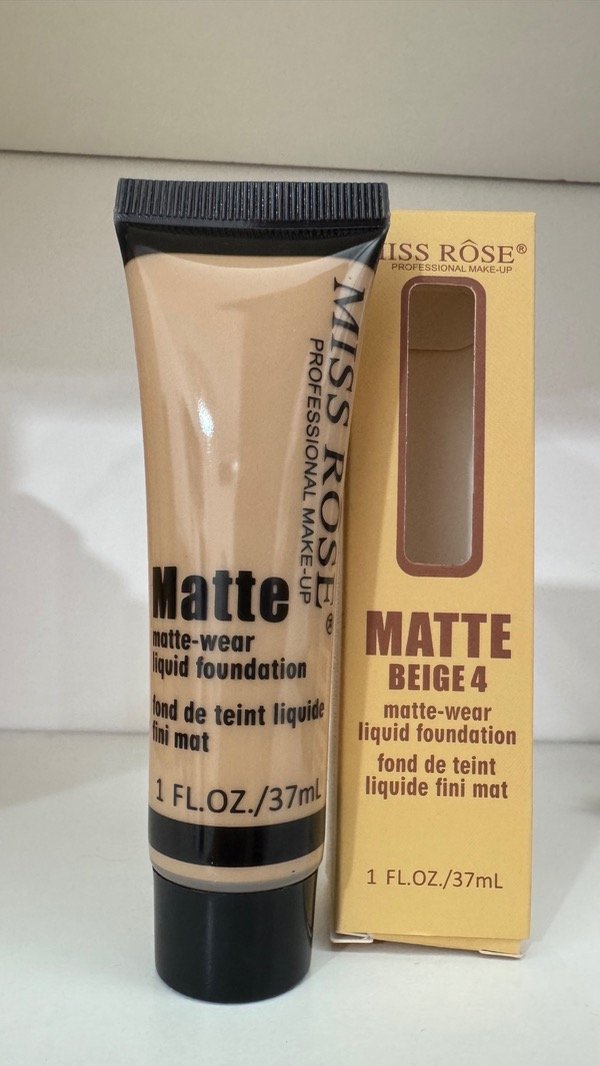 MISS ROSE®
PROFESSIONAL MAKE-UP
Matte
matte-wear
liquid foundation
fond de teint liquide
fini mat
1 FL.OZ./37mL
ISS RÔSE®
PROFESSIONAL MAKE-UP
MATTE
BEIGE 4
matte-wear
liquid foundation
fond de teint
liquide fini mat
1 FL.OZ./37mL